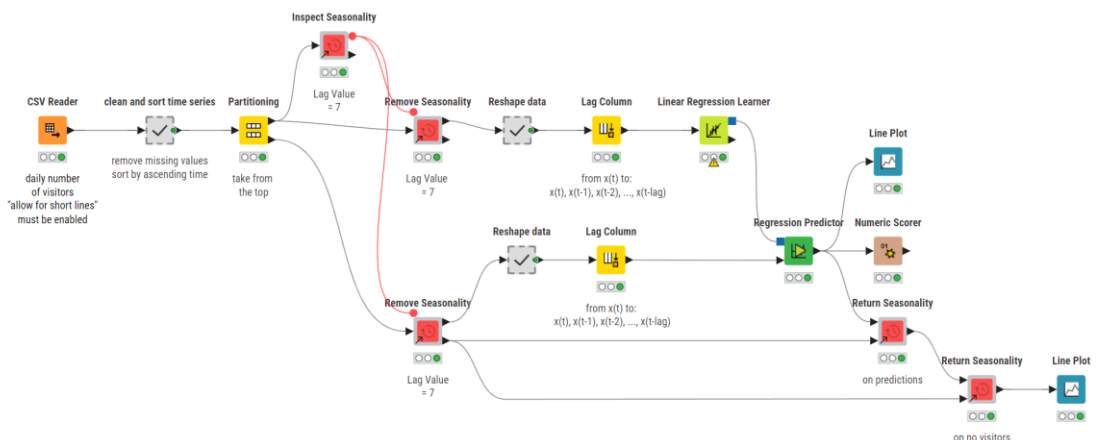 Inspect Seasonality
Lag Value
= 7
CSV Reader
clean and sort time series
Partitioning
Remove Seasonality
Reshape data
Lag Column
Linear Regression Learner
Line Plot
daily number
of visitors
"allow for short lines"
must be enabled
remove missing values
sort by ascending time
take from
the top
Lag Value
= 7
from x(t) to:
x(t), x(t-1), x(t-2), ..., x(t-lag)
Reshape data
Lag Column
Regression Predictor
Numeric Scorer
from x(t) to:
x(t), x(t-1), x(t-2), ..., x(t-lag)
Remove Seasonality
Lag Value
= 7
Return Seasonality
on predictions
Return Seasonality
Line Plot
on no visitors